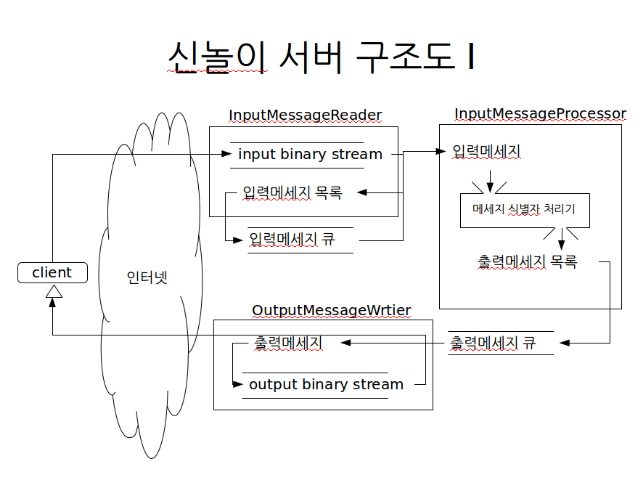 신놀이 서버 구조도 I
InputMessageReader
InputMessageProcessor
input binary stream
입력메세지
입력메세지 목록
메세지 식별자 처리기
입력메세지 큐
출력메세지 목록
client
인터넷
OutputMessageWrtier
출력메세지
출력메세지 큐
output binary stream